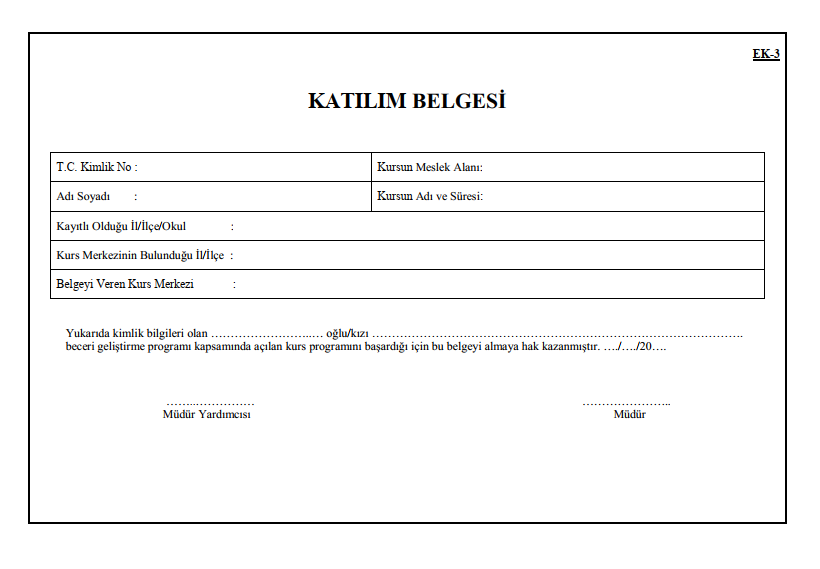 EK-3
KATILIM BELGESİ
T.C. Kimlik No :
Kursun Meslek Alanı:
Adı Soyadı :
Kursun Adı ve Süresi:
Kayıtlı Olduğu İl/İlçe/Okul :
Kurs Merkezinin Bulunduğu İl/İlçe :
Belgeyi Veren Kurs Merkezi :
Yukarıda kimlik bilgileri olan ……………………..… oğlu/kızı ……………………………………………………………………………….
beceri geliştirme programı kapsamında açılan kurs programını başardığı için bu belgeyi almaya hak kazanmıştır. …./…./20….
……..……………
Müdür Yardımcısı
…………………..
Müdür